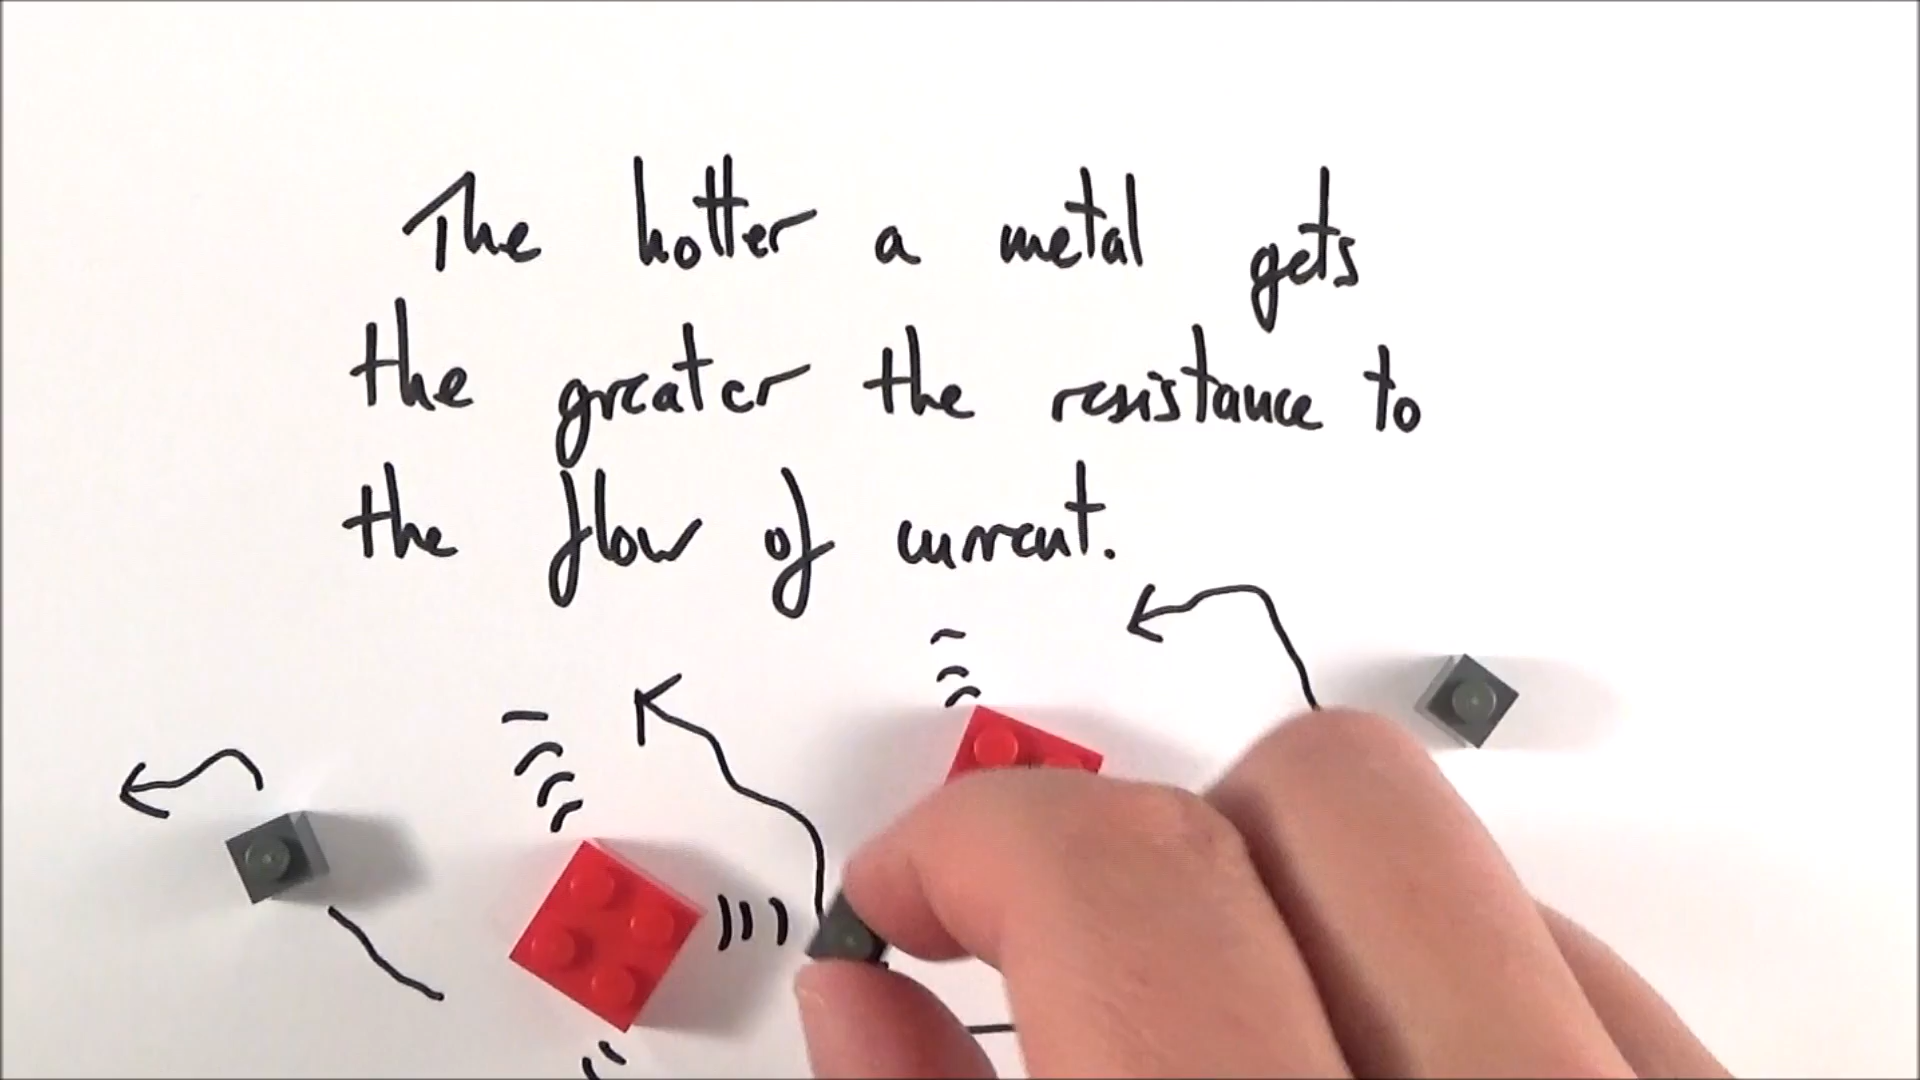 The hotter a metal gets
the greater the resistance to
the flow of current.